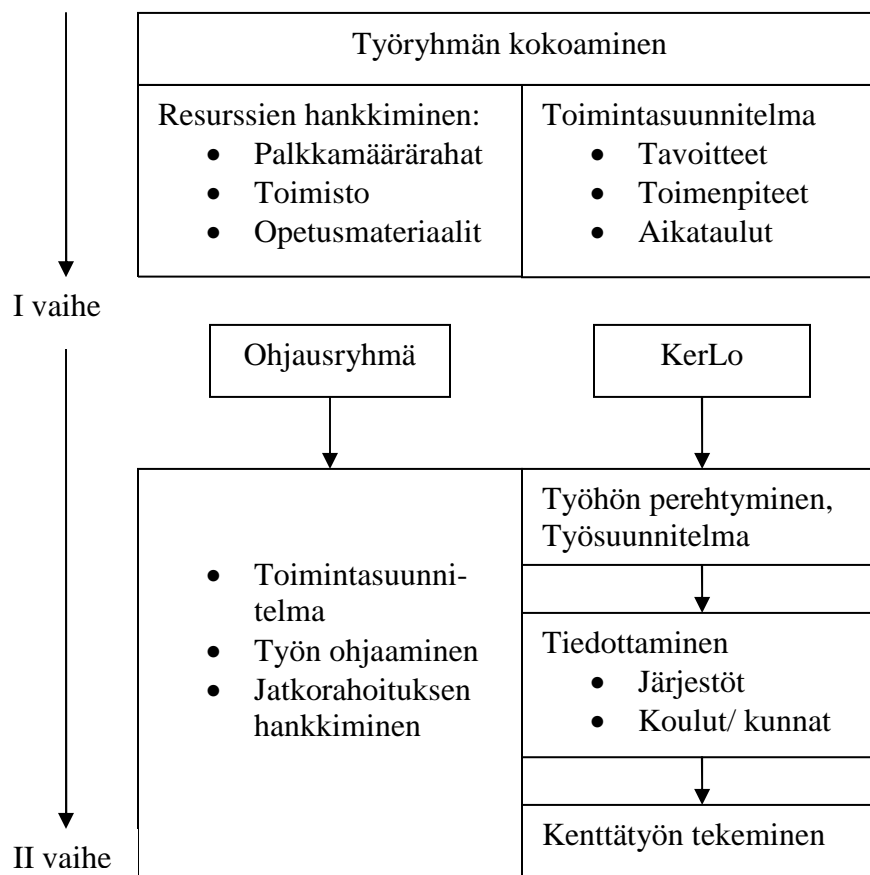 Työryhmän kokoaminen
Resurssien hankkiminen:
• Palkkamäärärahat
• Toimisto
• Opetusmateriaalit
Toimintasuunnitelma
• Tavoitteet
• Toimenpiteet
• Aikataulut
I vaihe
Ohjausryhmä
KerLo
• Toimintasuunni-
telma
• Työn ohjaaminen
• Jatkorahoituksen
hankkiminen
Työhön perehtyminen,
Työsuunnitelma
Tiedottaminen
• Järjestöt
• Koulut/ kunnat
Kenttätyön tekeminen
II vaihe